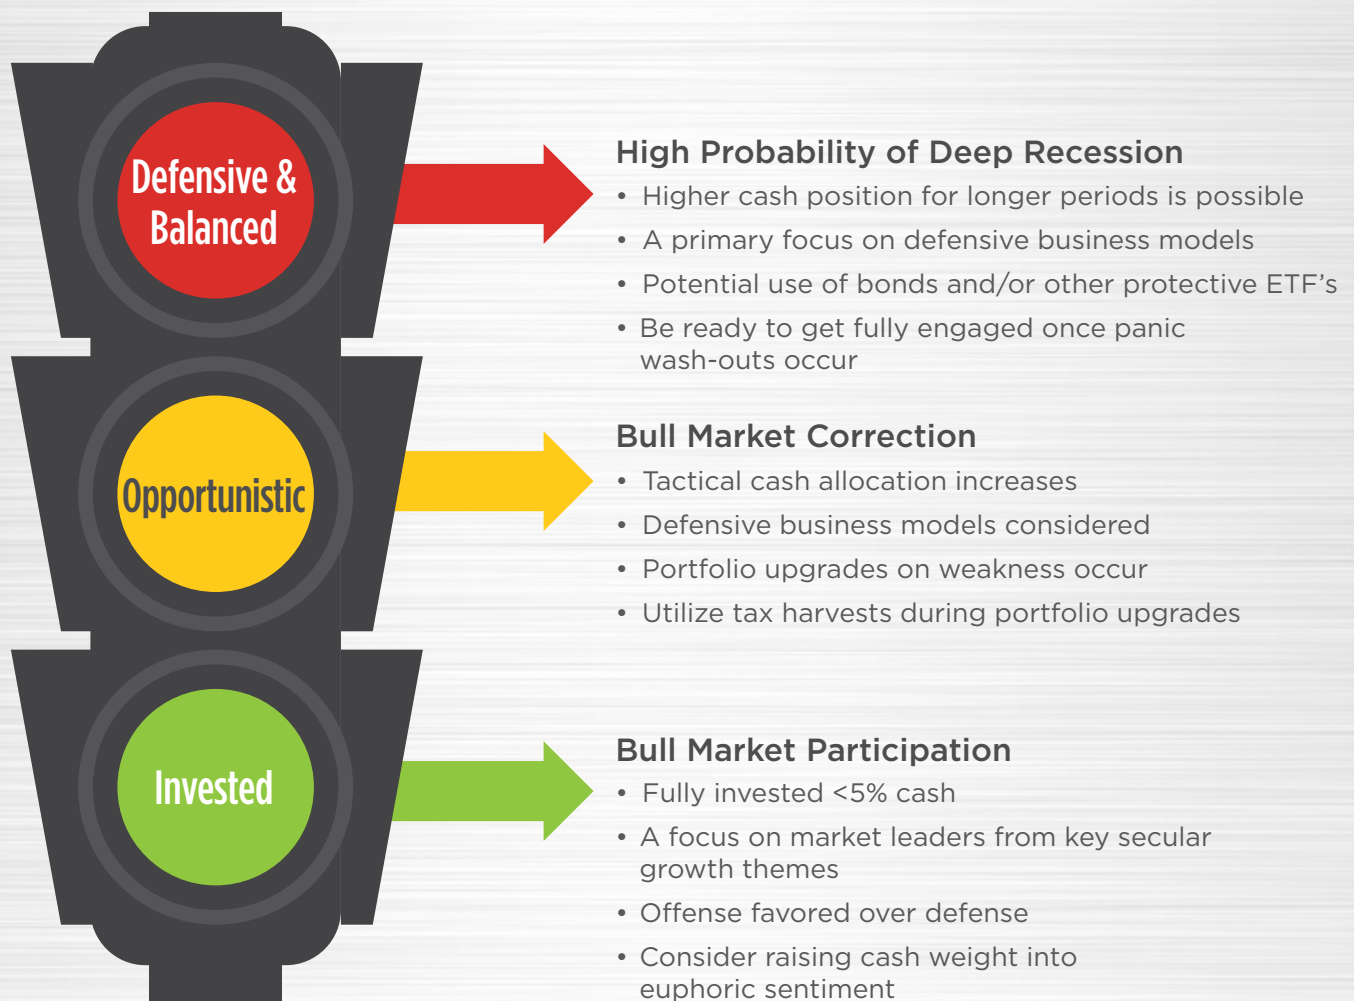 Defensive &
Balanced
High Probability of Deep Recession
• Higher cash position for longer periods is possible
• A primary focus on defensive business models
• Potential use of bonds and/or other protective ETF's
• Be ready to get fully engaged once panic
wash-outs occur
Opportunistic
Bull Market Correction
• Tactical cash allocation increases
• Defensive business models considered
• Portfolio upgrades on weakness occur
• Utilize tax harvests during portfolio upgrades
Invested
Bull Market Participation
• Fully invested <5% cash
• A focus on market leaders from key secular
growth themes
• Offense favored over defense
• Consider raising cash weight into
euphoric sentiment